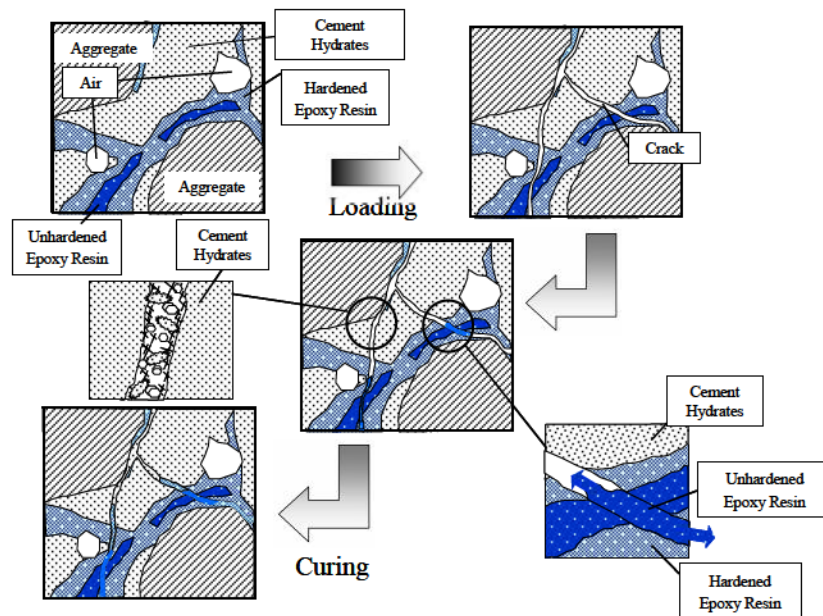 Cement
Hydrates
Aggregate
Air
Hardened
Epoxy Resin
Aggregate
Crack
Loading
Unhardened
Epoxy Resin
Cement
Hydrates
Cement
Hydrates
Unhardened
Epoxy Resin
Curing
Hardened
Epoxy Resin